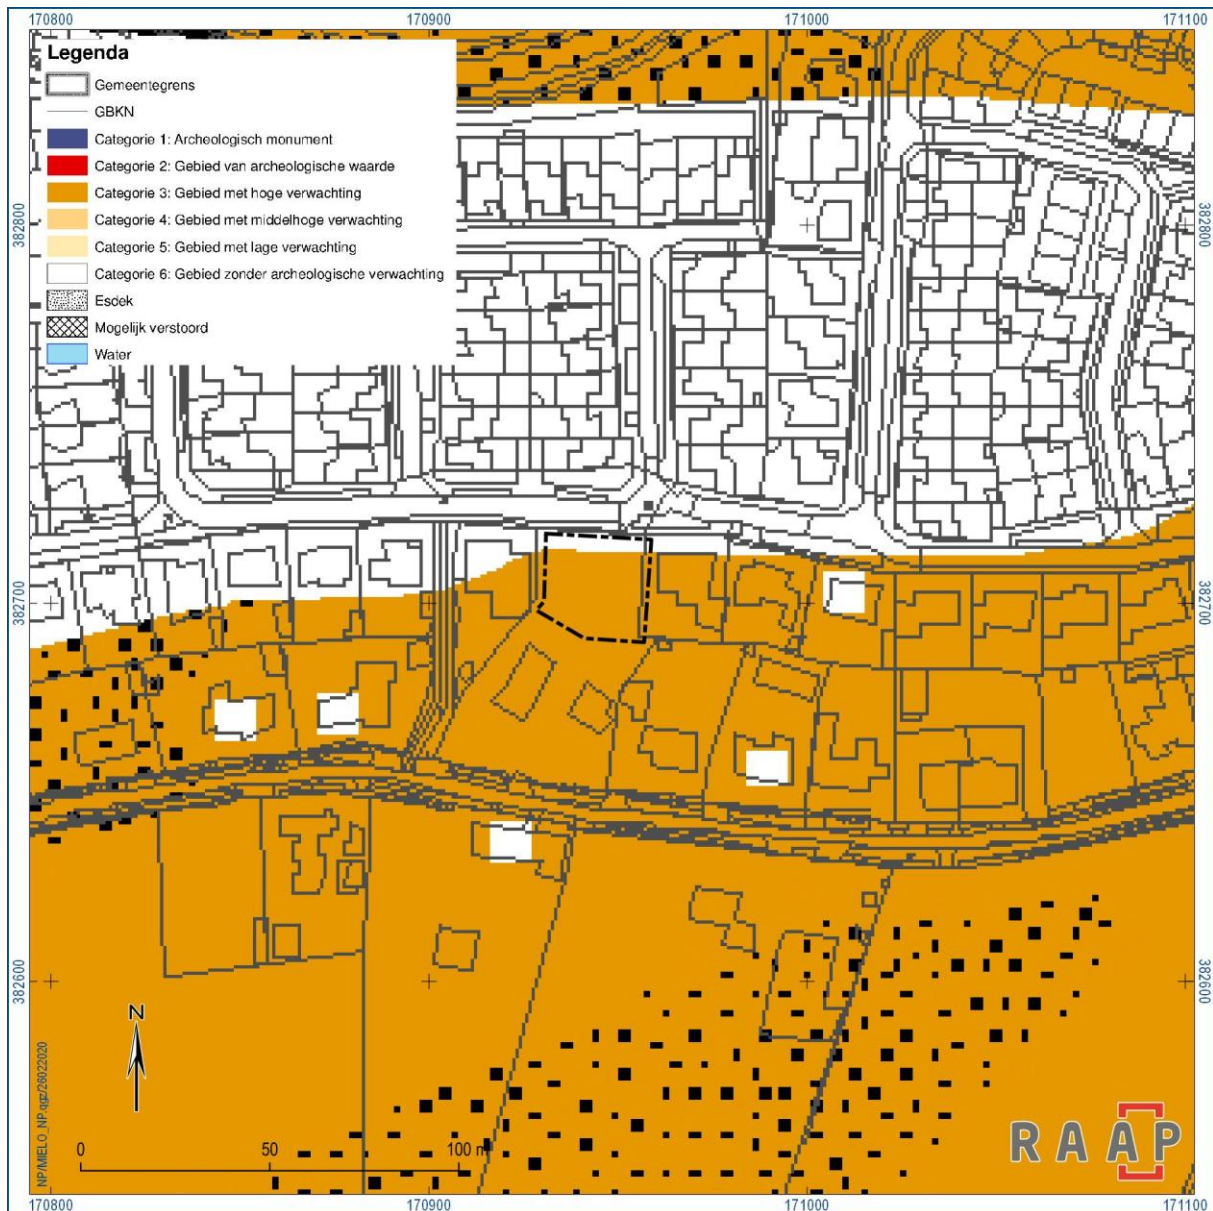 170800 170900 171000 171100
Legenda
Gemeentegrens
GBKN
Categorie 1: Archeologisch monument
Categorie 2: Gebied van archeologische waarde
Categorie 3: Gebied met hoge verwachting
Categorie 4: Gebied met middelhoge verwachting
Categorie 5: Gebied met lage verwachting
Categorie 6: Gebied zonder archeologische verwachting
Esdek
Mogelijk verstoord
Water
382800 382800
382700 382700
382600 382600
N
NP/MIELO_NP.qgz/26022020
0 50 100 m
RAAP
170800 170900 171000 171100